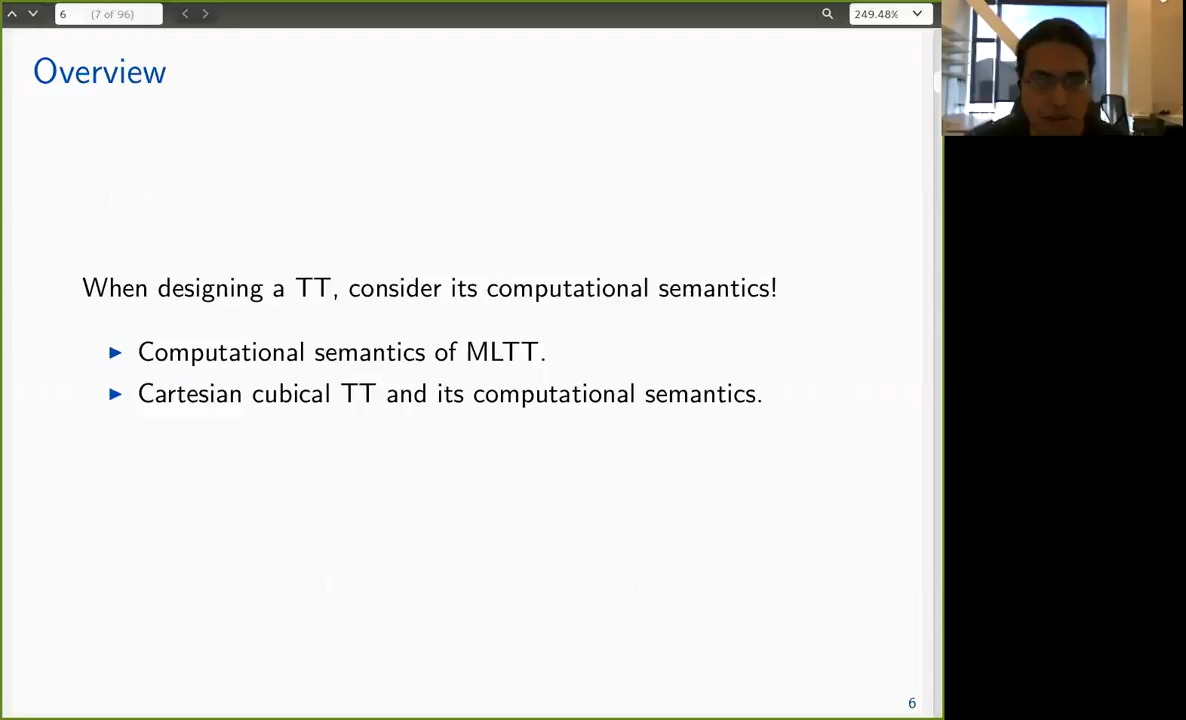 6 (7 of 96) 249.48%
Overview
When designing a TT, consider its computational semantics!
Computational semantics of MLTT.
Cartesian cubical TT and its computational semantics.
6